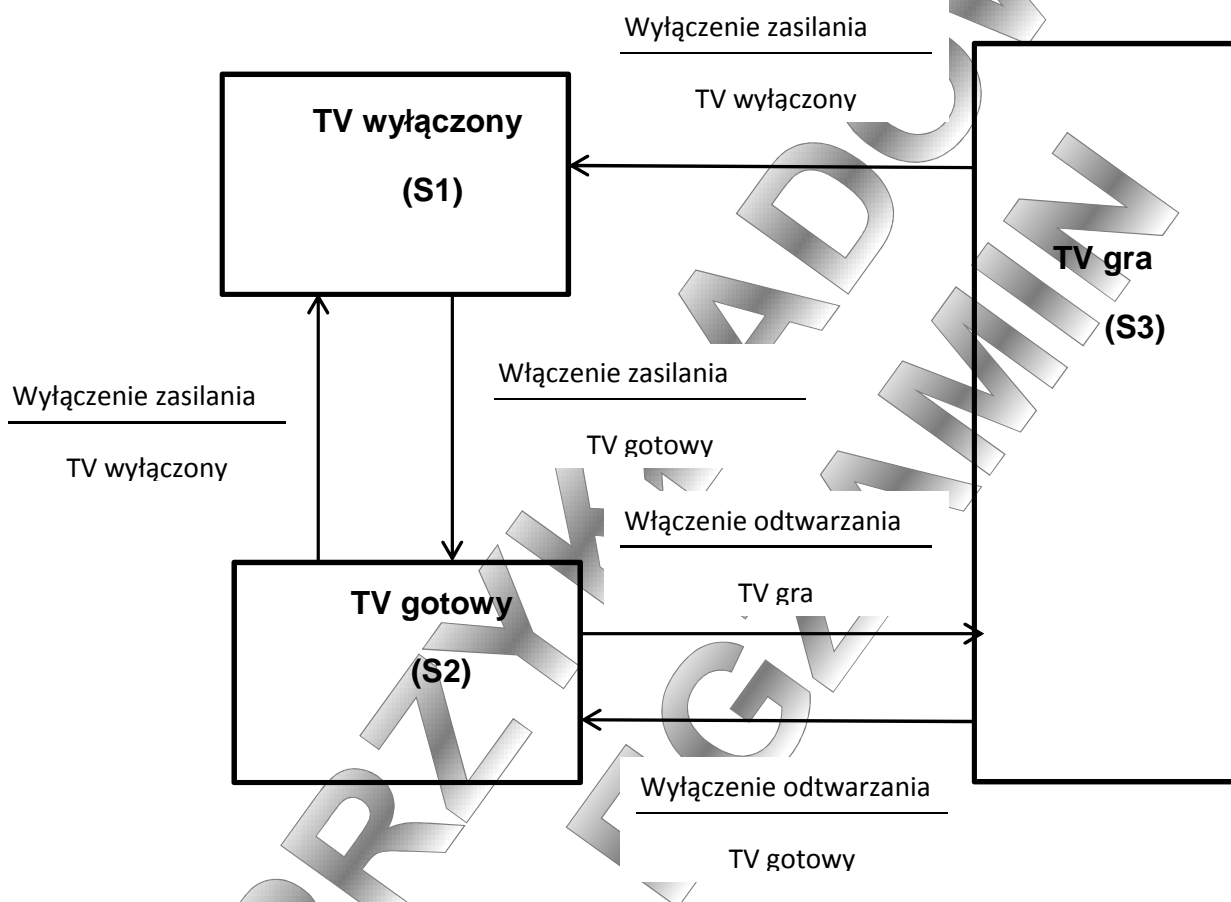 Wyłączenie zasilania
TV wyłączony
TV wyłączony
(S1)
TV gra
(S3)
Wyłączenie zasilania
TV wyłączony
Włączenie zasilania
TV gotowy
Włączenie odtwarzania
TV gra
TV gotowy
(S2)
Wyłączenie odtwarzania
TV gotowy